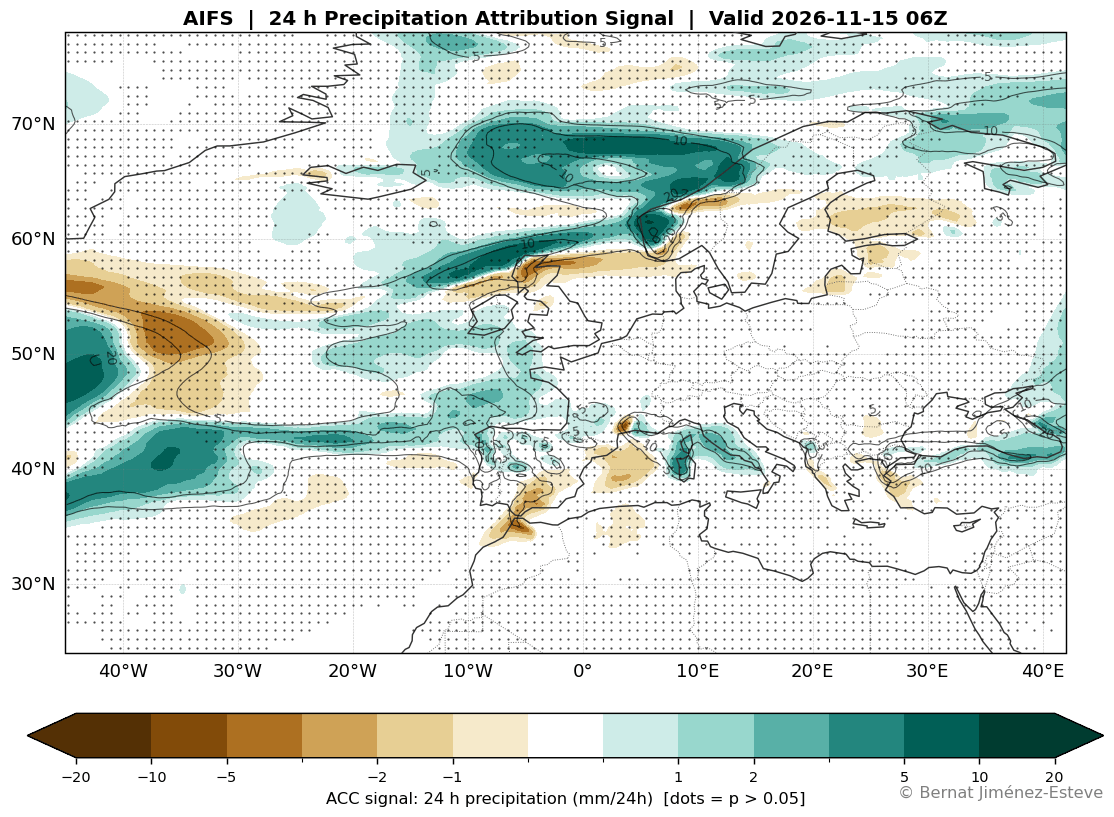 AIFS | 24 h Precipitation Attribution Signal | Valid 2026-11-15 06Z
70°N
60°N
50°N
40°N
30°N
40°W
30°W
20°W
10°W
0°
10°E
20°E
30°E
40°E
−20
−10
−5
−2
−1
1
2
5
10
20
ACC signal: 24 h precipitation (mm/24h) [dots = p > 0.05]
© Bernat Jiménez-Esteve